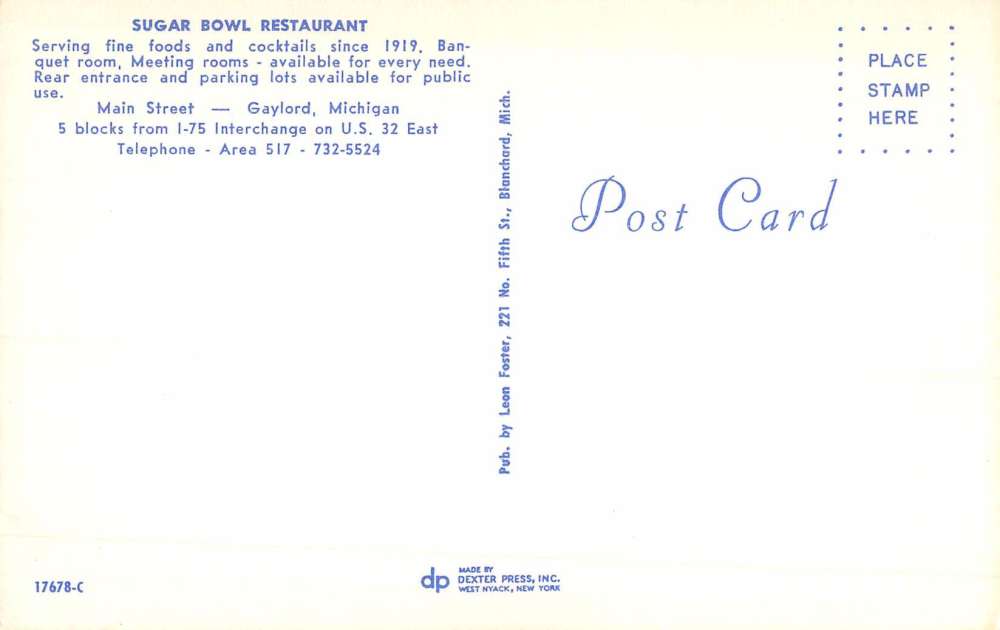 SUGAR BOWL RESTAURANT
Serving fine foods and cocktails since 1919. Ban-
quet room, Meeting rooms - available for every need.
Rear entrance and parking lots available for public
use.
Main Street — Gaylord, Michigan
5 blocks from I-75 Interchange on U.S. 32 East
Telephone - Area 517 - 732-5524
PLACE
STAMP
HERE
Post Card
Pub. by Leon Foster, 221 No. Fifth St., Blanchard, Mich.
17678-C
dp
MADE BY
DEXTER PRESS, INC.
WEST NYACK, NEW YORK